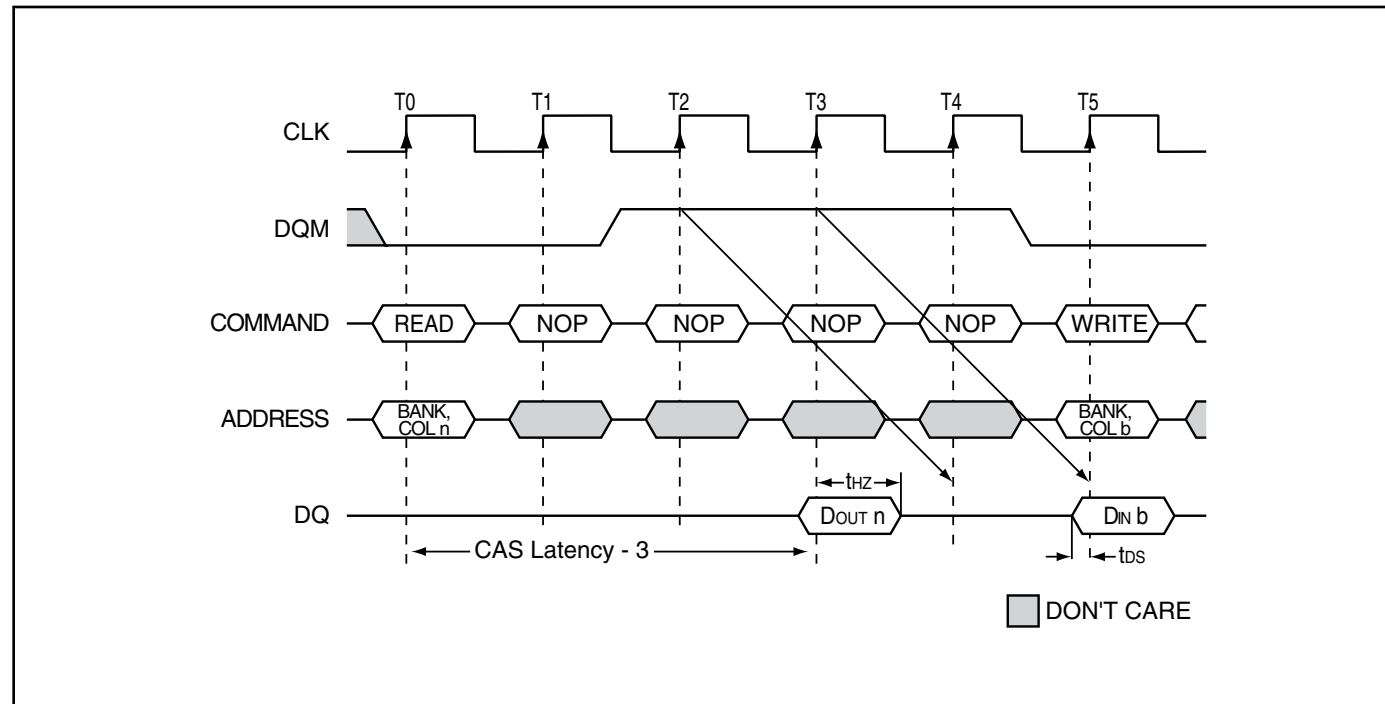 T0 T1 T2 T3 T4 T5
CLK
DQM
COMMAND READ NOP NOP NOP NOP WRITE
ADDRESS BANK, COL n BANK, COL b
tHZ
DQ DOUT n DIN b
CAS Latency - 3 tDS
DON'T CARE